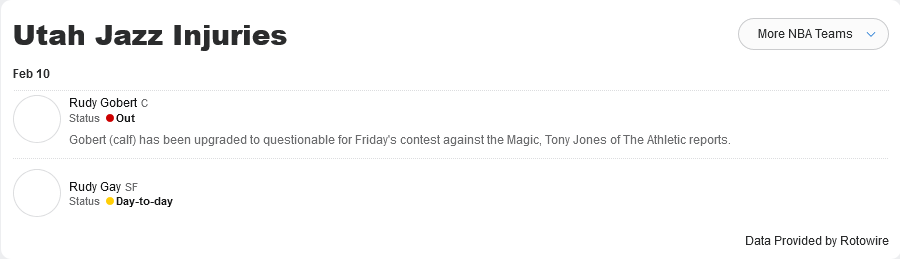 Utah Jazz Injuries
More NBA Teams
Feb 10
Rudy Gobert C
Status Out
Gobert (calf) has been upgraded to questionable for Friday's contest against the Magic, Tony Jones of The Athletic reports.
Rudy Gay SF
Status Day-to-day
Data Provided by Rotowire